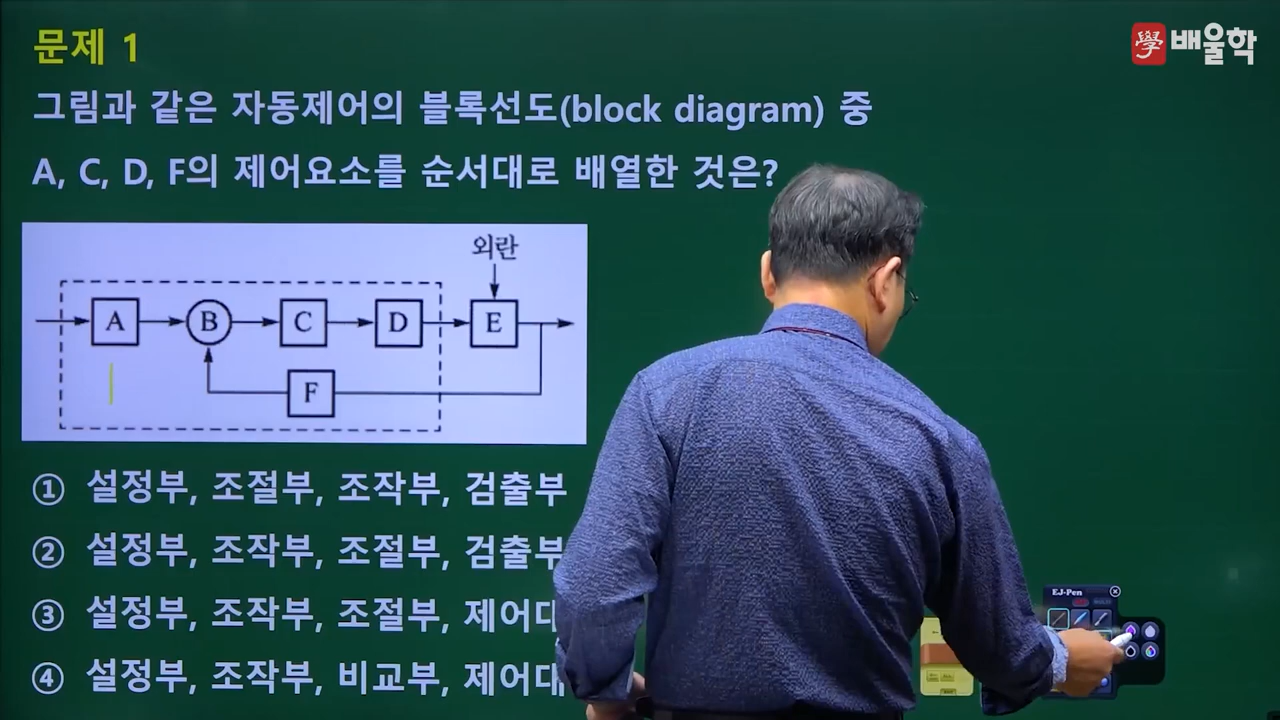 문제 1
學 배울학
그림과 같은 자동제어의 블록선도(block diagram) 중
A, C, D, F의 제어요소를 순서대로 배열한 것은?
외란
A B C D E
F
① 설정부, 조절부, 조작부, 검출부
② 설정부, 조작부, 조절부, 검출부
③ 설정부, 조작부, 조절부,
④ 설정부, 조작부, 비교부,
EJ-Pen